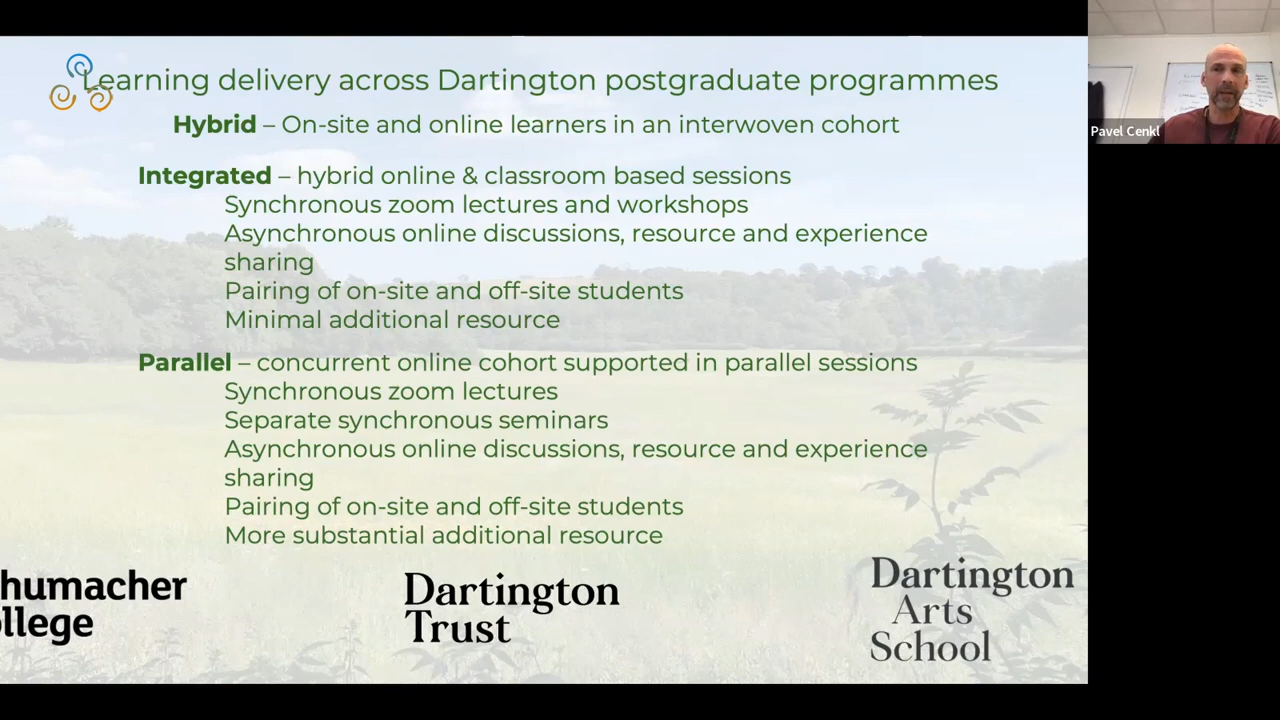 Learning delivery across Dartington postgraduate programmes
Hybrid – On-site and online learners in an interwoven cohort
Integrated – hybrid online & classroom based sessions
Synchronous zoom lectures and workshops
Asynchronous online discussions, resource and experience
sharing
Pairing of on-site and off-site students
Minimal additional resource
Parallel – concurrent online cohort supported in parallel sessions
Synchronous zoom lectures
Separate synchronous seminars
Asynchronous online discussions, resource and experience
sharing
Pairing of on-site and off-site students
More substantial additional resource
humacher
llege
Dartington
Trust
Dartington
Arts
School
Pavel Cenkl